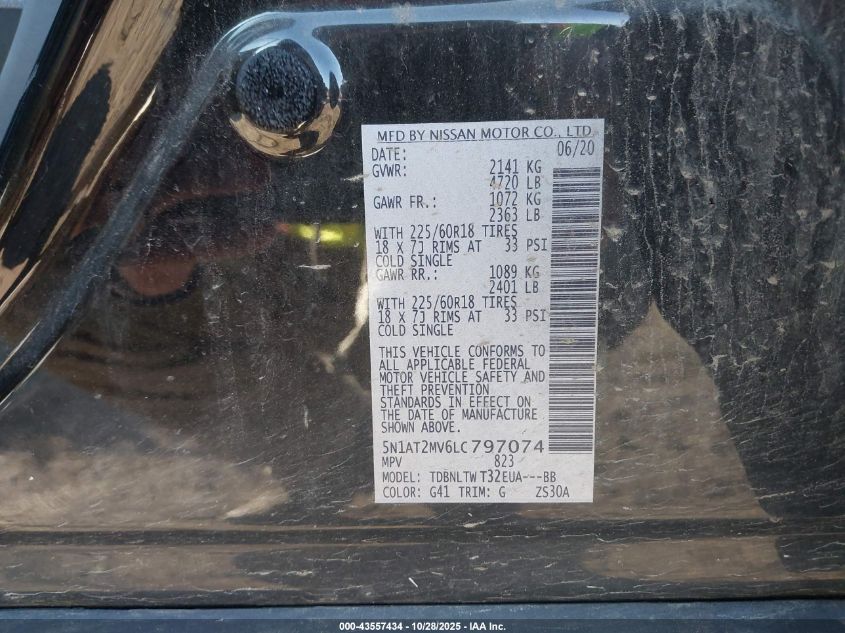 MFD BY NISSAN MOTOR CO., LTD.
DATE: 06/20
GVWR: 2141 KG
4720 LB
GAWR FR.: 1072 KG
2363 LB
WITH 225/60R18 TIRES
18 X 7J RIMS AT 33 PSI
COLD SINGLE
GAWR RR.: 1089 KG
2401 LB
WITH 225/60R18 TIRES
18 X 7J RIMS AT 33 PSI
COLD SINGLE
THIS VEHICLE CONFORMS TO
ALL APPLICABLE FEDERAL
MOTOR VEHICLE SAFETY AND
THEFT PREVENTION
STANDARDS IN EFFECT ON
THE DATE OF MANUFACTURE
SHOWN ABOVE.
5N1AT2MV6LC797074
MPV 823
MODEL: TDBNLTW T32EUA---BB
COLOR: G41 TRIM: G ZS30A
000-43557434 - 10/28/2025 - IAA Inc.